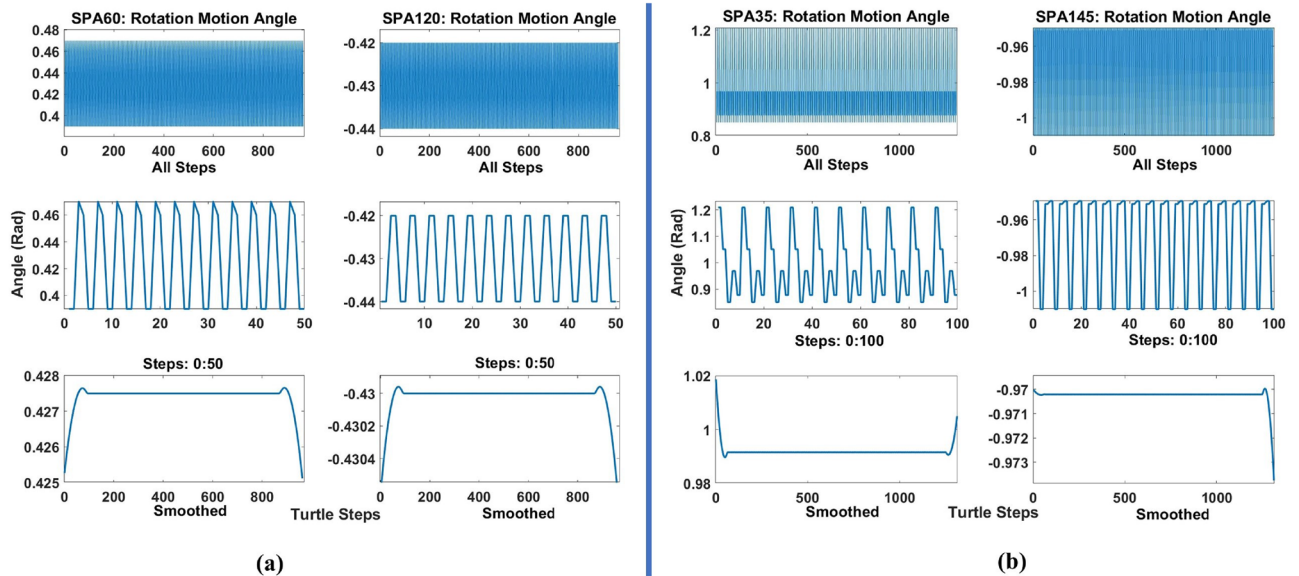 SPA60: Rotation Motion Angle
SPA120: Rotation Motion Angle
SPA35: Rotation Motion Angle
SPA145: Rotation Motion Angle
0.48
0.46
0.44
0.42
0.4
0 200 400 600 800
All Steps
-0.42
-0.43
-0.44
0 200 400 600 800
All Steps
1.2
1
0.8
0 500 1000
All Steps
-0.96
-0.98
-1
0 500 1000
All Steps
Angle (Rad)
0.46
0.44
0.42
0.4
0 10 20 30 40 50
Steps: 0:50
-0.42
-0.43
-0.44
10 20 30 40 50
Steps: 0:50
Angle (Rad)
1.2
1.1
1
0.9
0 20 40 60 80 100
Steps: 0:100
-0.96
-0.98
-1
0 20 40 60 80 100
0.428
0.427
0.426
0.425
0 200 400 600 800
Smoothed
-0.43
-0.4302
-0.4304
0 200 400 600 800
Smoothed
Turtle Steps
1.02
1
0.98
0 500 1000
Smoothed
-0.97
-0.971
-0.972
-0.973
0 500 1000
Smoothed
Turtle Steps
(a)
(b)